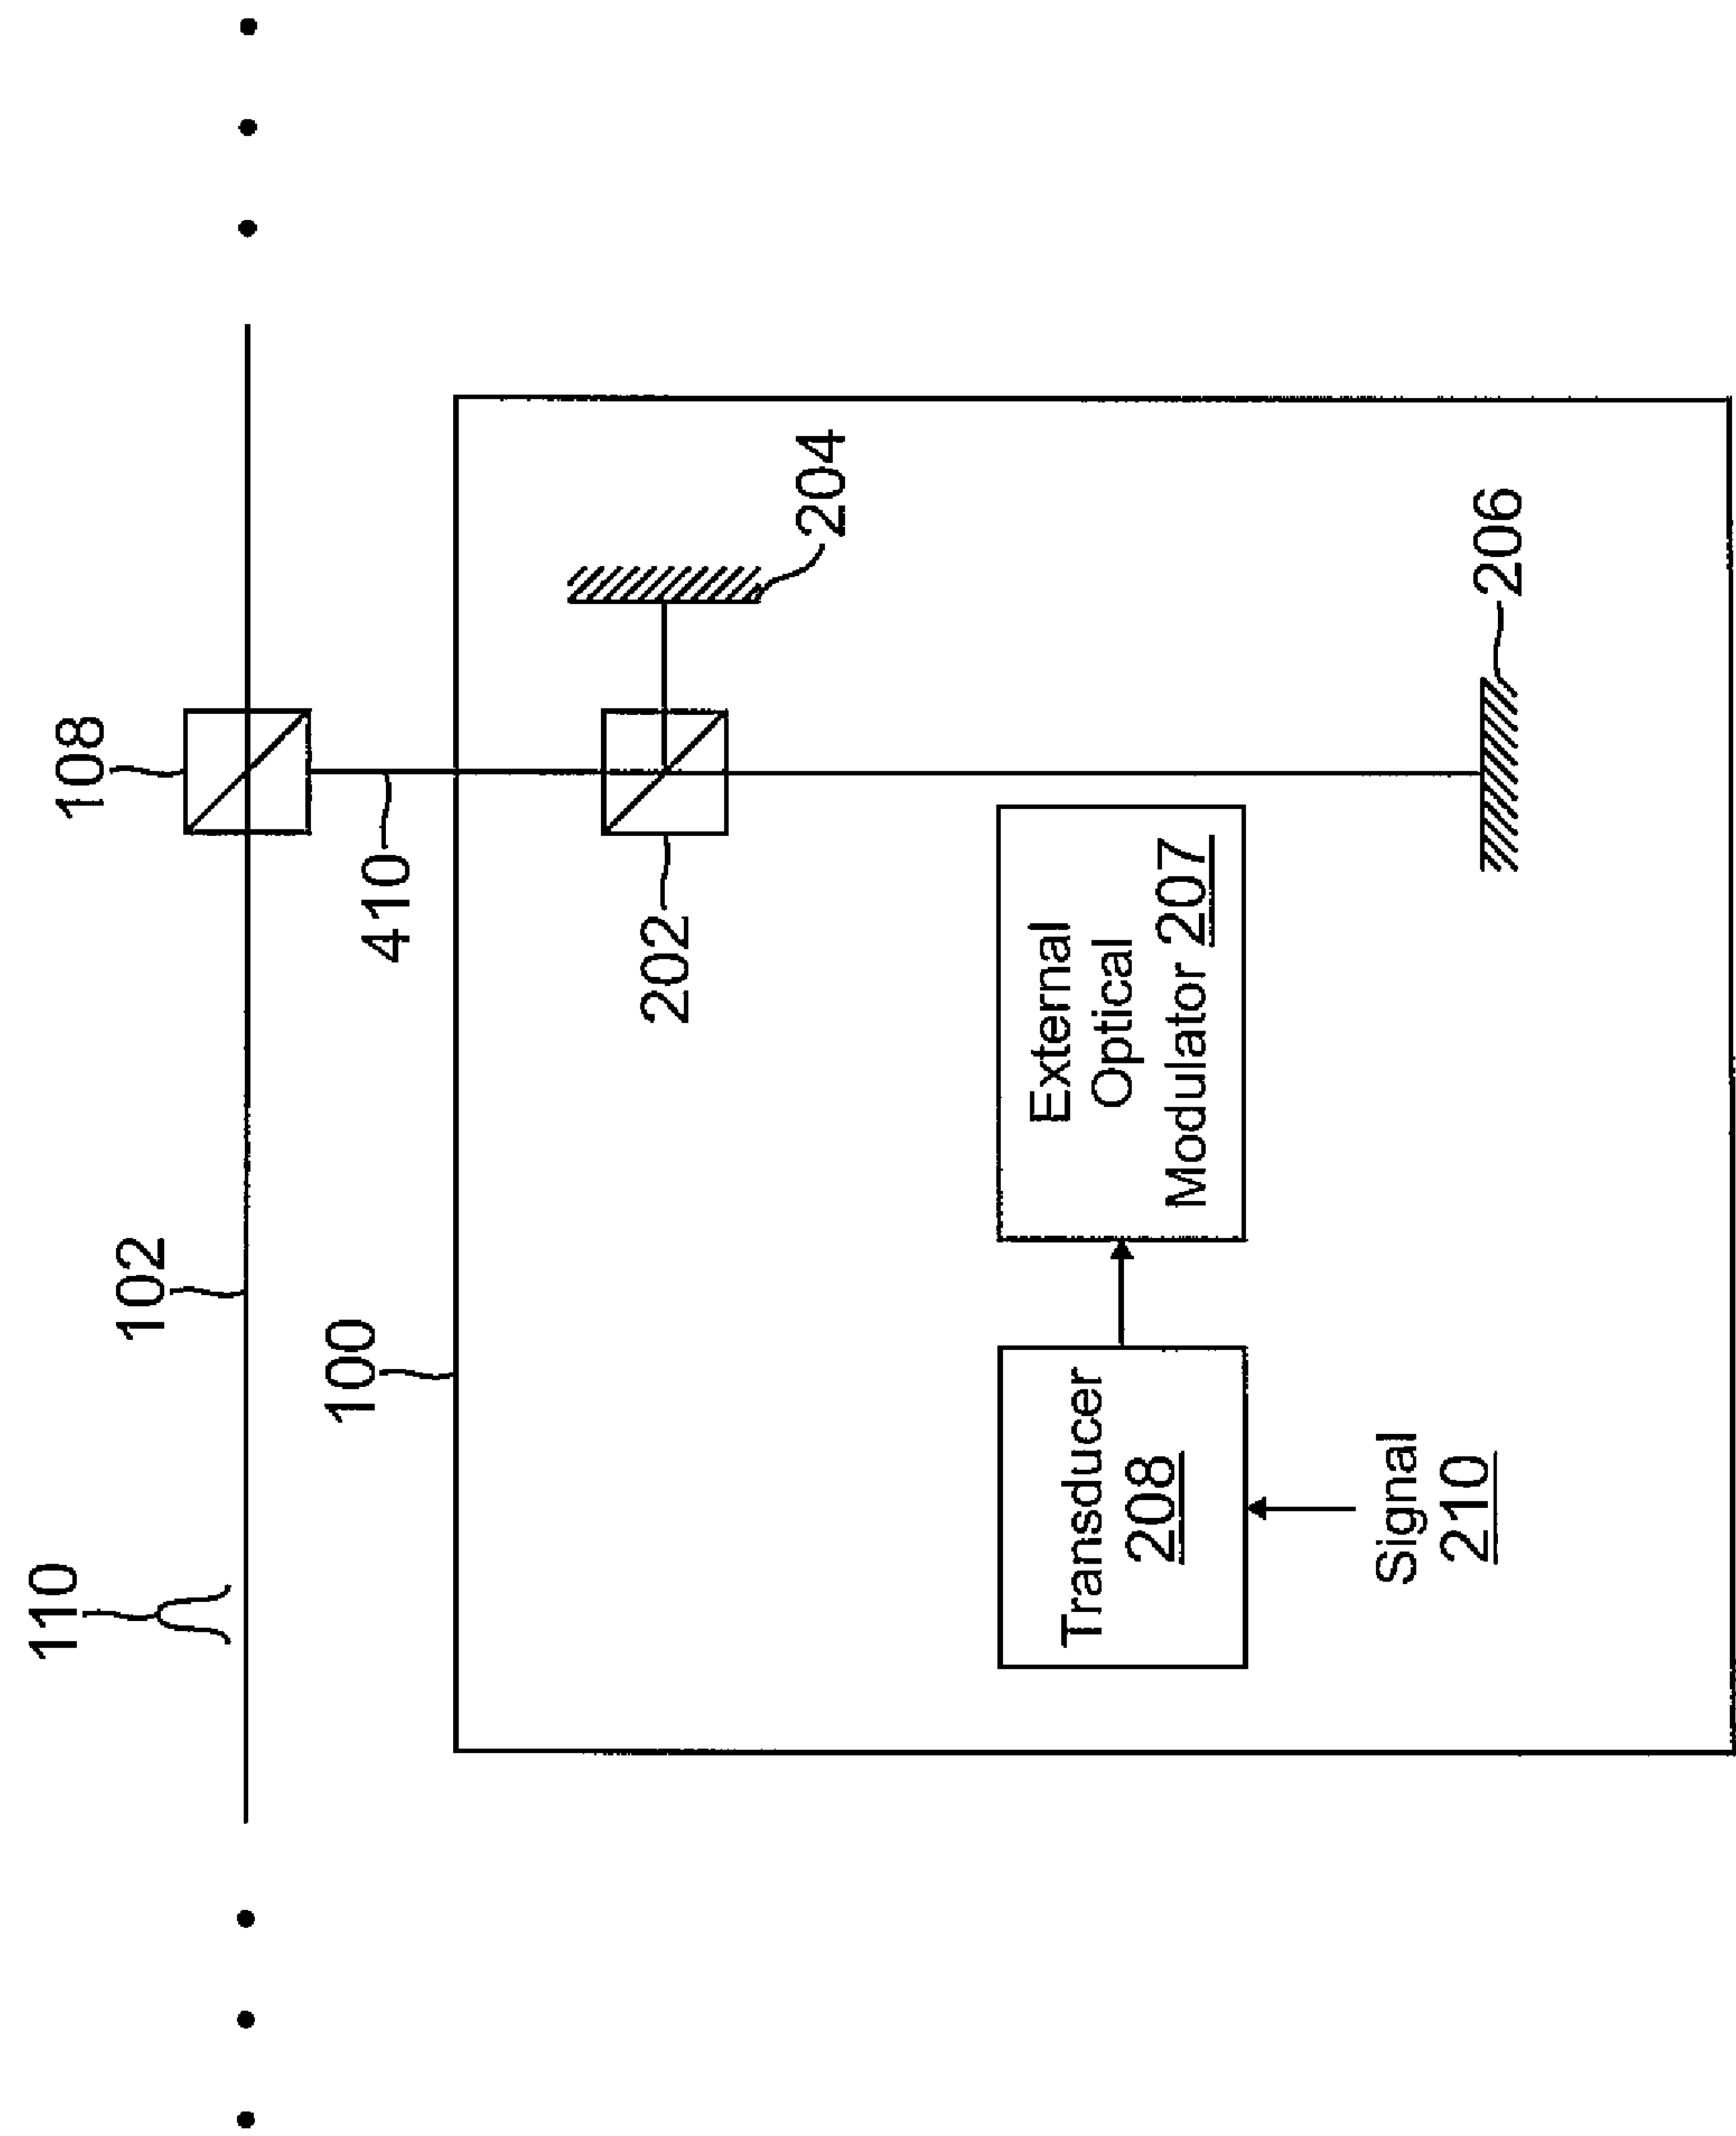 110
102
108
100
410
202
204
Transducer
208
External
Optical
Modulator 207
Signal
210
206